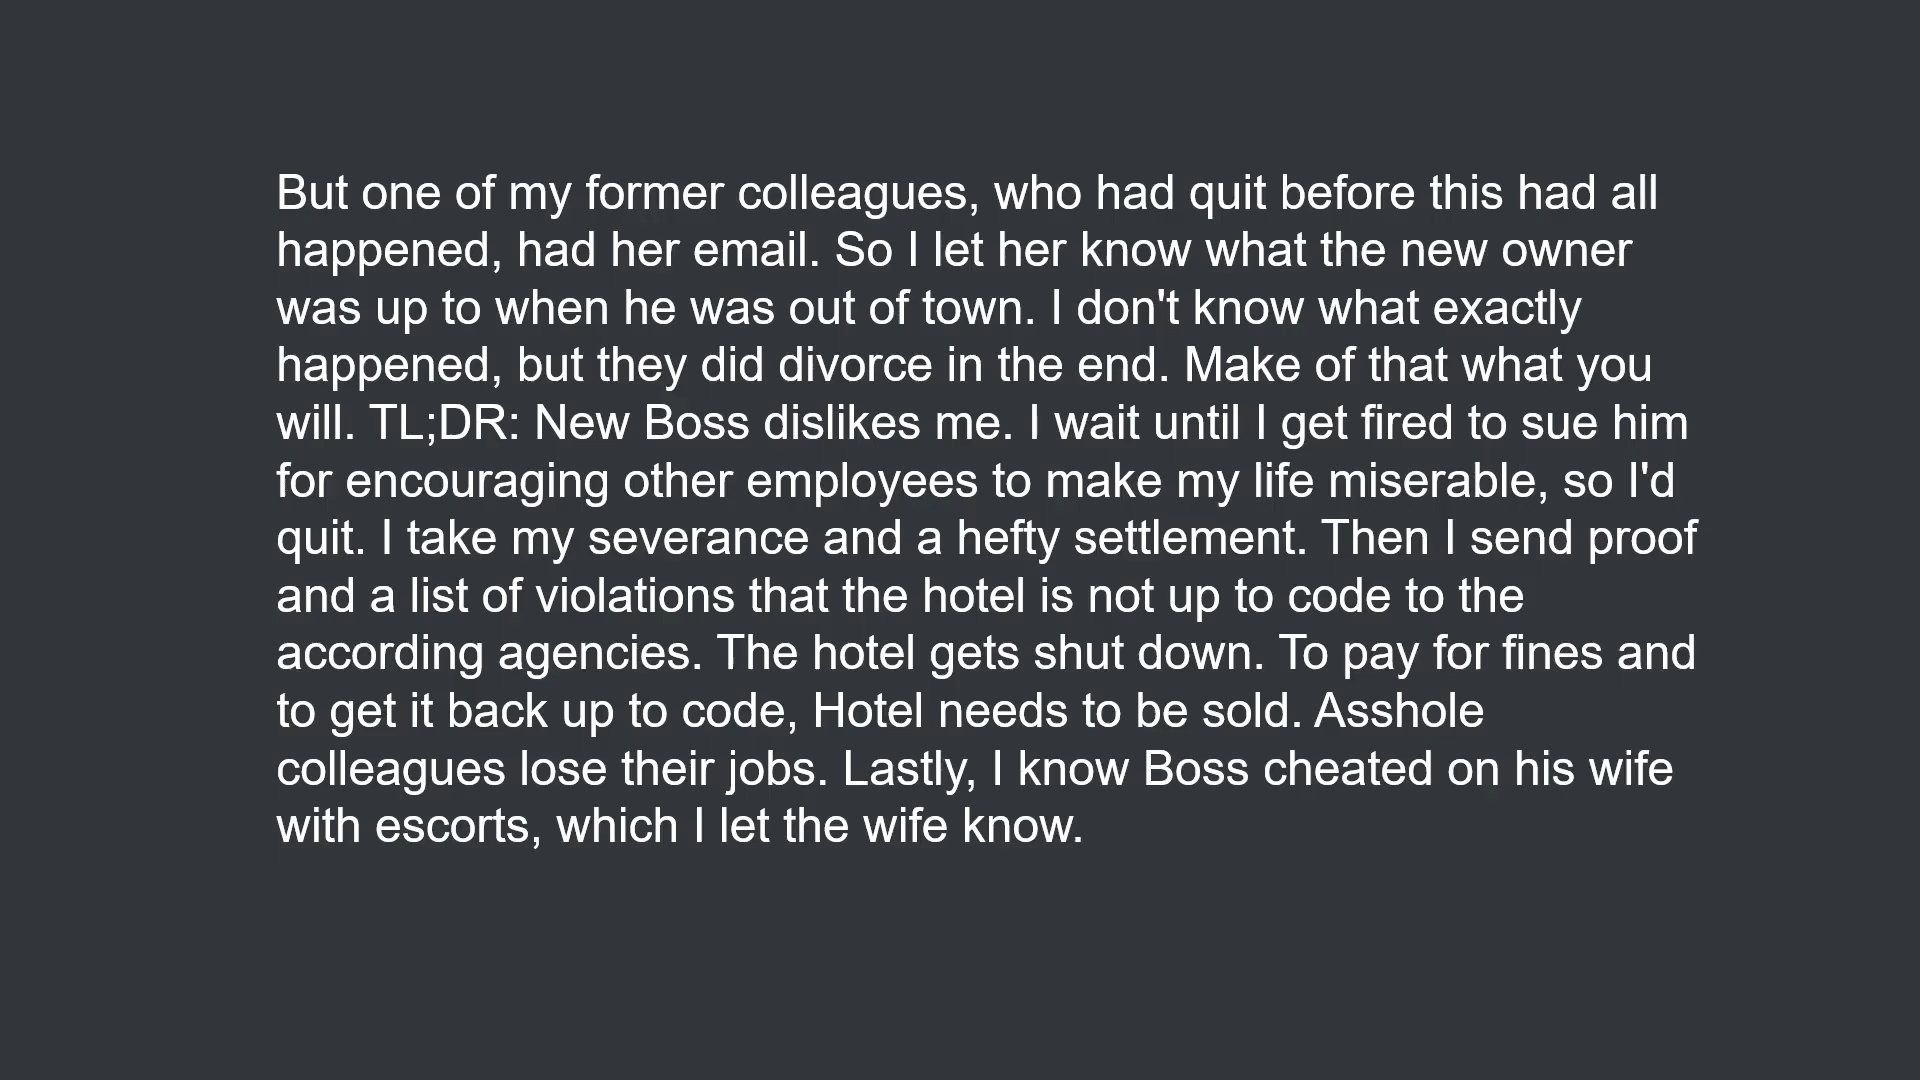 But one of my former colleagues, who had quit before this had all
happened, had her email. So I let her know what the new owner
was up to when he was out of town. I don't know what exactly
happened, but they did divorce in the end. Make of that what you
will. TL;DR: New Boss dislikes me. I wait until I get fired to sue him
for encouraging other employees to make my life miserable, so I'd
quit. I take my severance and a hefty settlement. Then I send proof
and a list of violations that the hotel is not up to code to the
according agencies. The hotel gets shut down. To pay for fines and
to get it back up to code, Hotel needs to be sold. Asshole
colleagues lose their jobs. Lastly, I know Boss cheated on his wife
with escorts, which I let the wife know.